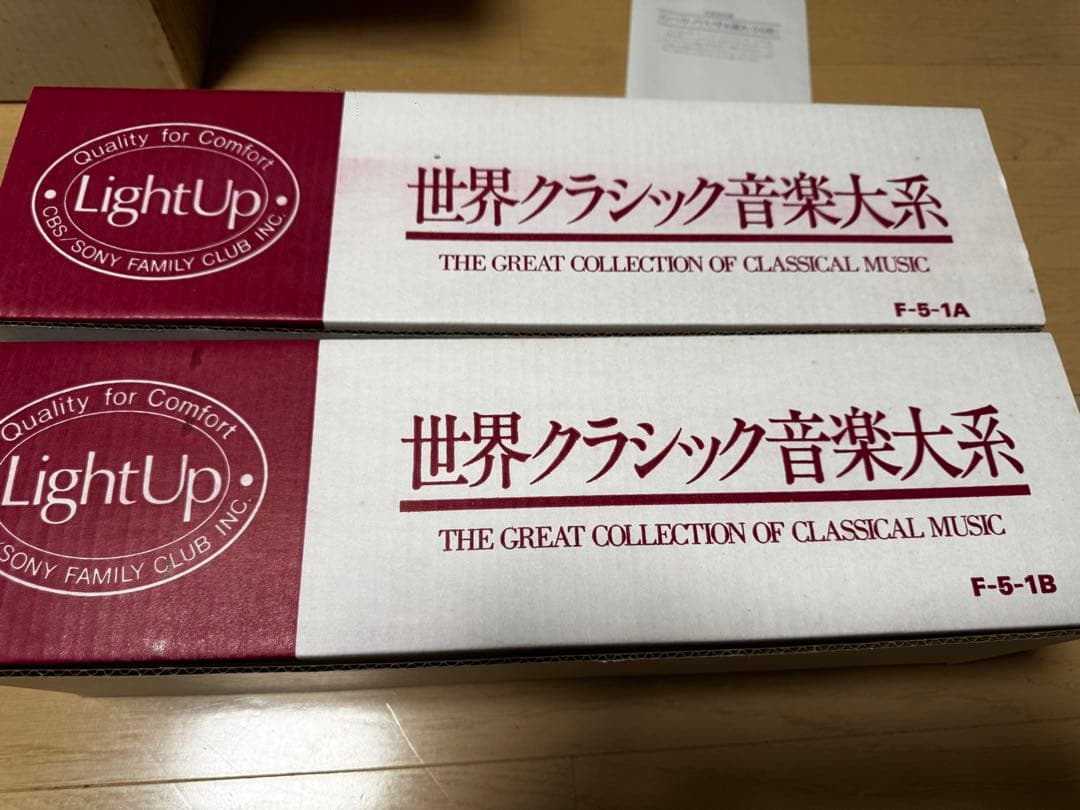 Quality for Comfort
LightUp
CBS/SONY FAMILY CLUB INC.
世界クラシック音楽大系
THE GREAT COLLECTION OF CLASSICAL MUSIC
F-5-1A
Quality for Comfort
LightUp
SONY FAMILY CLUB INC.
世界クラシック音楽大系
THE GREAT COLLECTION OF CLASSICAL MUSIC
F-5-1B